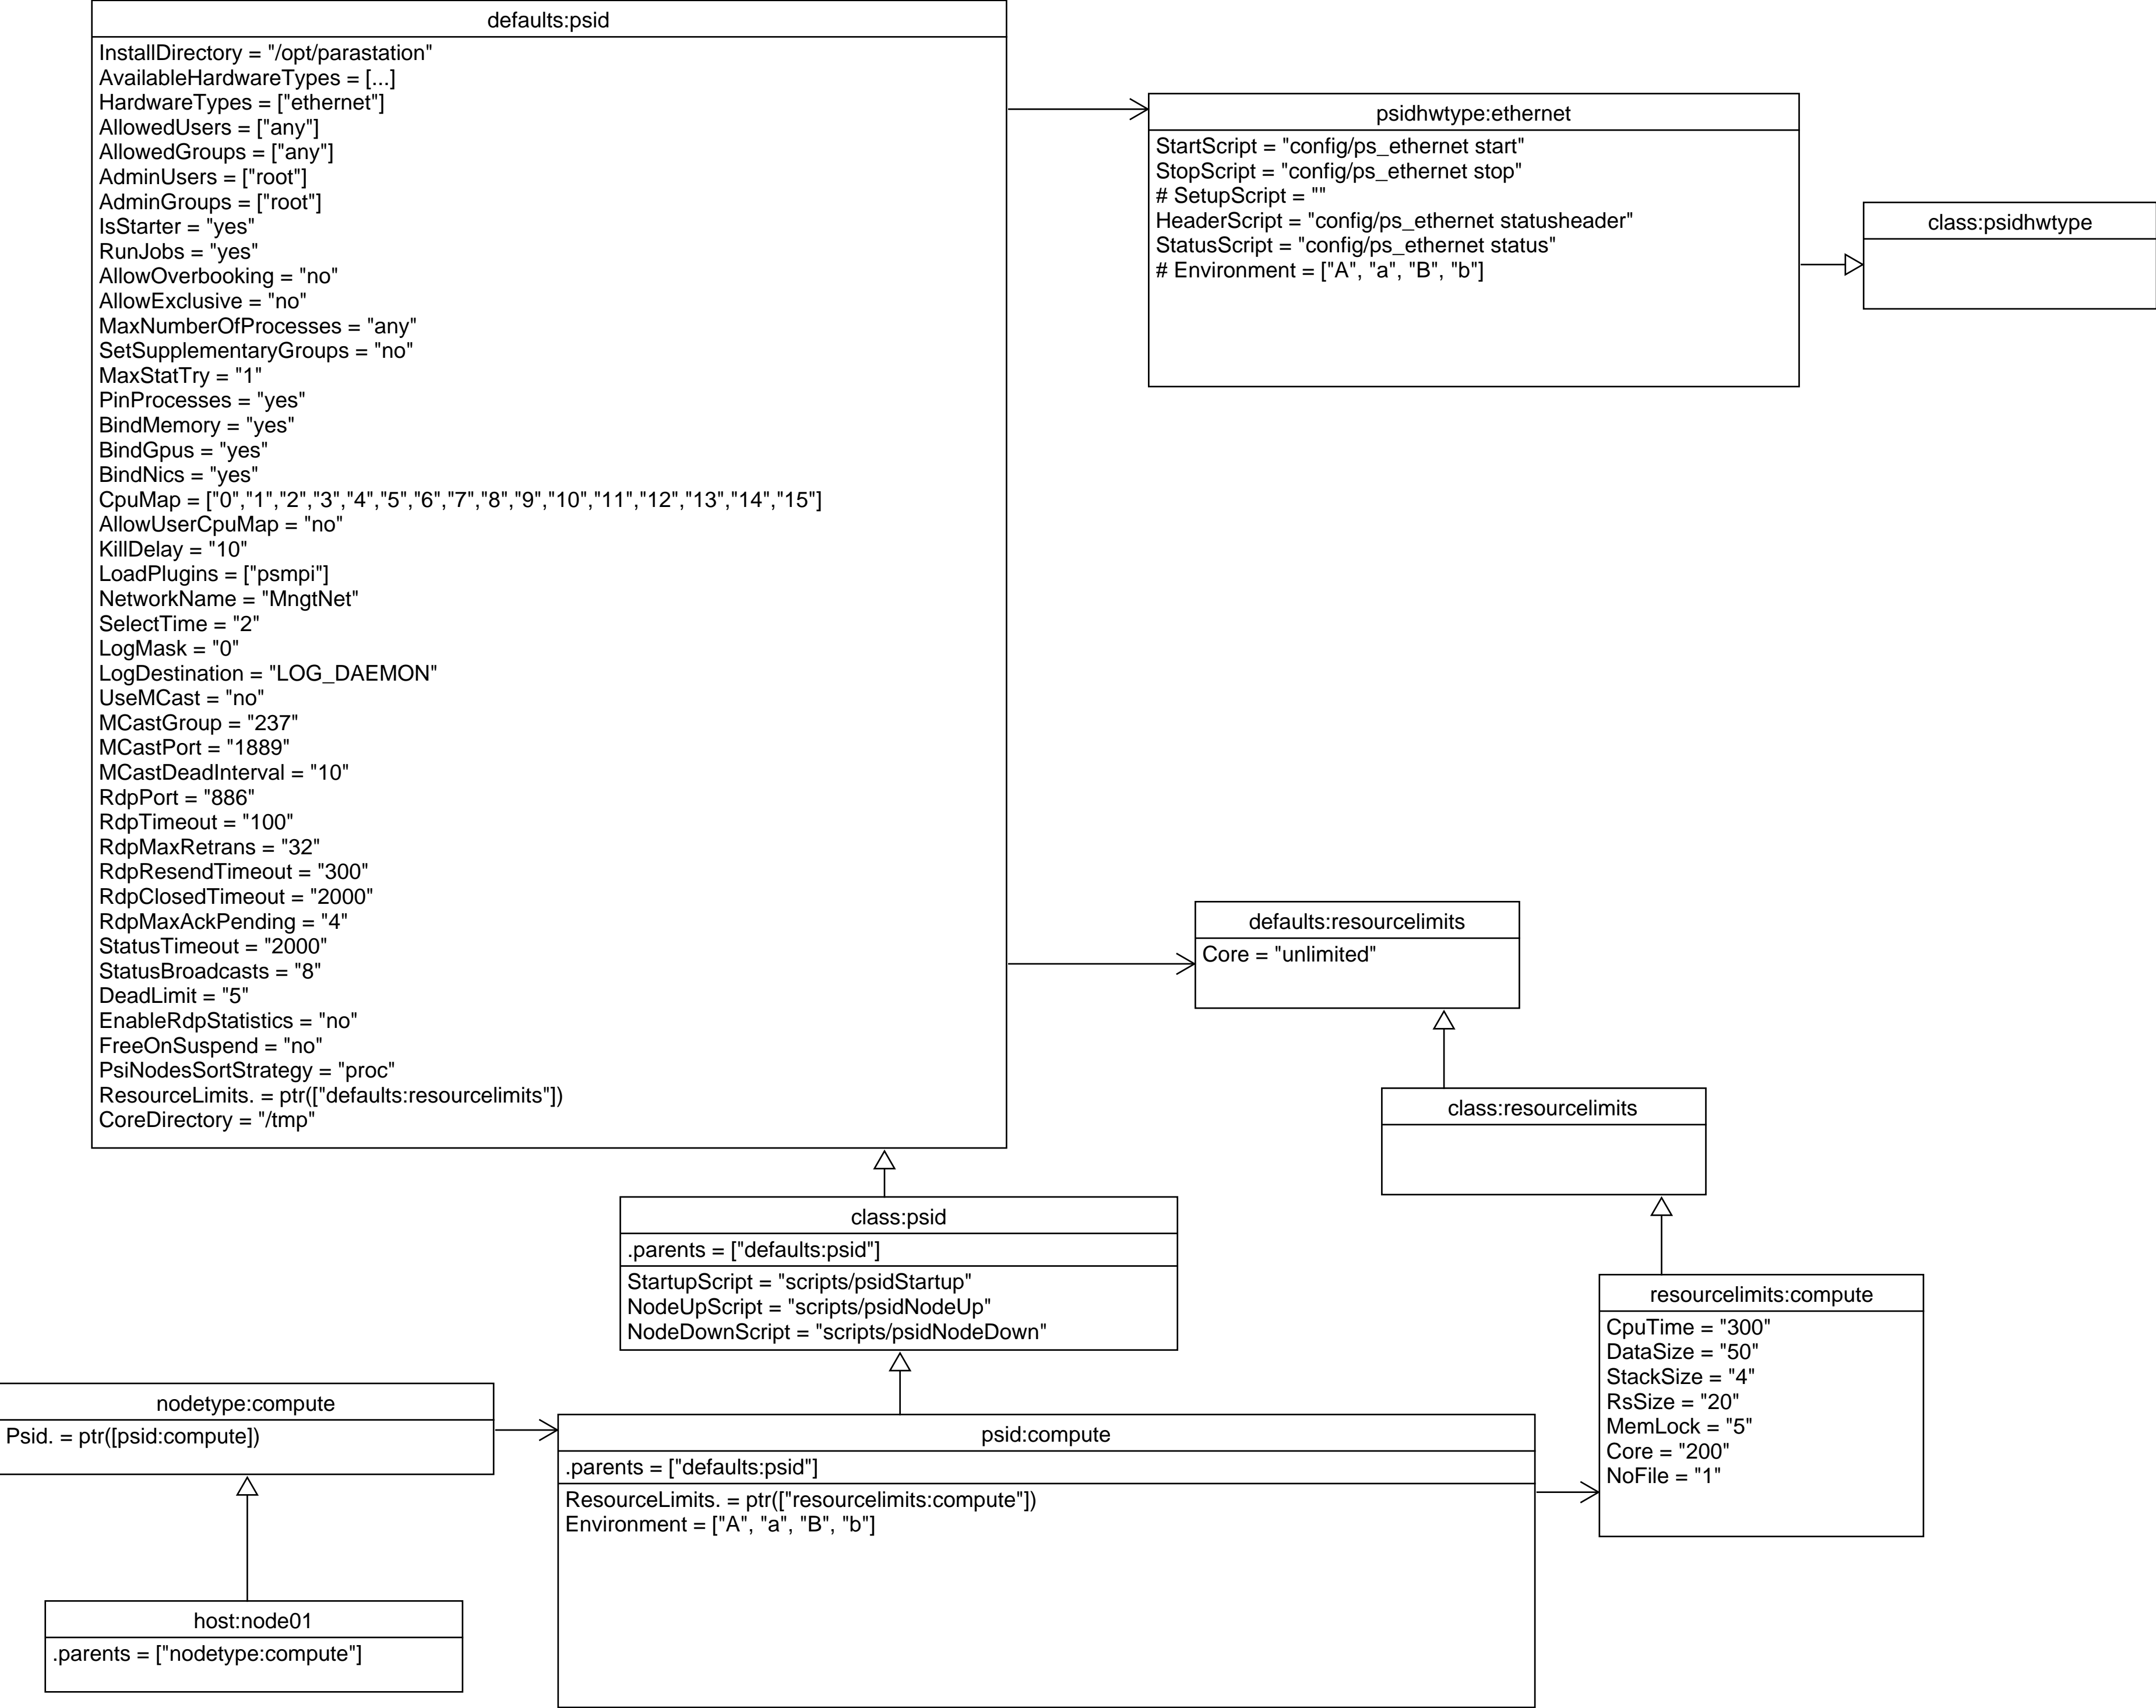 defaults:psid
InstallDirectory = "/opt/parastation"
AvailableHardwareTypes = [...]
HardwareTypes = ["ethernet"]
AllowedUsers = ["any"]
AllowedGroups = ["any"]
AdminUsers = ["root"]
AdminGroups = ["root"]
IsStarter = "yes"
RunJobs = "yes"
AllowOverbooking = "no"
AllowExclusive = "no"
MaxNumberOfProcesses = "any"
SetSupplementaryGroups = "no"
MaxStatTry = "1"
PinProcesses = "yes"
BindMemory = "yes"
BindGpus = "yes"
BindNics = "yes"
CpuMap = ["0","1","2","3","4","5","6","7","8","9","10","11","12","13","14","15"]
AllowUserCpuMap = "no"
KillDelay = "10"
LoadPlugins = ["psmpi"]
NetworkName = "MngtNet"
SelectTime = "2"
LogMask = "0"
LogDestination = "LOG_DAEMON"
UseMCast = "no"
MCastGroup = "237"
MCastPort = "1889"
MCastDeadInterval = "10"
RdpPort = "886"
RdpTimeout = "100"
RdpMaxRetrans = "32"
RdpResendTimeout = "300"
RdpClosedTimeout = "2000"
RdpMaxAckPending = "4"
StatusTimeout = "2000"
StatusBroadcasts = "8"
DeadLimit = "5"
EnableRdpStatistics = "no"
FreeOnSuspend = "no"
PsiNodesSortStrategy = "proc"
ResourceLimits. = ptr(["defaults:resourcelimits"])
CoreDirectory = "/tmp"
psidhwtype:ethernet
StartScript = "config/ps_ethernet start"
StopScript = "config/ps_ethernet stop"
# SetupScript = ""
HeaderScript = "config/ps_ethernet statusheader"
StatusScript = "config/ps_ethernet status"
# Environment = ["A", "a", "B", "b"]
class:psidhwtype
defaults:resourcelimits
Core = "unlimited"
class:resourcelimits
class:psid
.parents = ["defaults:psid"]
StartupScript = "scripts/psidStartup"
NodeUpScript = "scripts/psidNodeUp"
NodeDownScript = "scripts/psidNodeDown"
resourcelimits:compute
CpuTime = "300"
DataSize = "50"
StackSize = "4"
RsSize = "20"
MemLock = "5"
Core = "200"
NoFile = "1"
nodetype:compute
Psid. = ptr([psid:compute])
psid:compute
.parents = ["defaults:psid"]
ResourceLimits. = ptr(["resourcelimits:compute"])
Environment = ["A", "a", "B", "b"]
host:node01
.parents = ["nodetype:compute"]